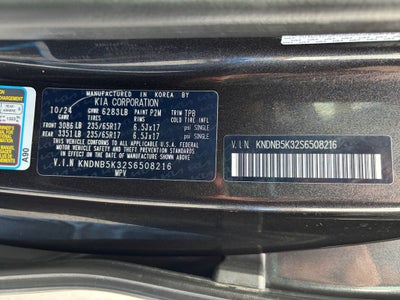 MANUFACTURED IN KOREA
BY KIA CORPORATION
10/24 GVWR 6283LB PAINT P2M TRIM TPB
GAWR TIRES RIMS COLD TIRE INF.
FRONT 3086LB 235/65R17 6.5Jx17 PSI SINGLE
REAR 3351LB 235/65R17 6.5Jx17 PSI SINGLE
THIS VEHICLE CONFORMS TO ALL APPLICABLE U.S.A. FEDERAL
MOTOR VEHICLE SAFETY AND THEFT PREVENTION STANDARDS IN
EFFECT ON THE DATE OF MANUFACTURE SHOWN ABOVE.
V.I.N KNDNB5K32S6508216
MPV
V.I.N. KNDNB5K32S6508216
A90